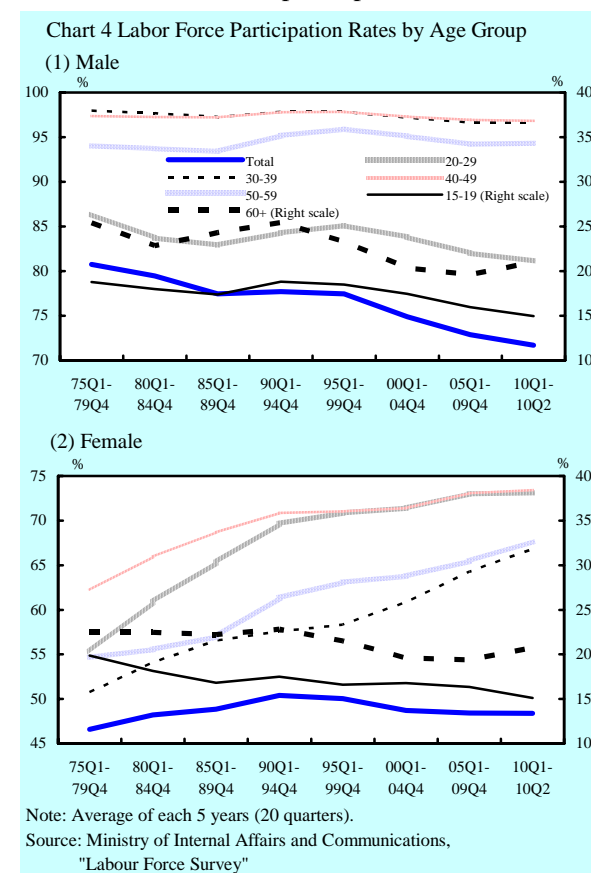 Chart 4 Labor Force Participation Rates by Age Group
(1) Male
% %
100 40
95 35
90 30
85 25
80 20
75 15
70 10
Total 20-29
30-39 40-49
50-59 15-19 (Right scale)
60+ (Right scale)
75Q1- 80Q1- 85Q1- 90Q1- 95Q1- 00Q1- 05Q1- 10Q1-
79Q4 84Q4 89Q4 94Q4 99Q4 04Q4 09Q4 10Q2
(2) Female
% %
75 40
70 35
65 30
60 25
55 20
50 15
45 10
75Q1- 80Q1- 85Q1- 90Q1- 95Q1- 00Q1- 05Q1- 10Q1-
79Q4 84Q4 89Q4 94Q4 99Q4 04Q4 09Q4 10Q2
Note: Average of each 5 years (20 quarters).
Source: Ministry of Internal Affairs and Communications,
"Labour Force Survey"